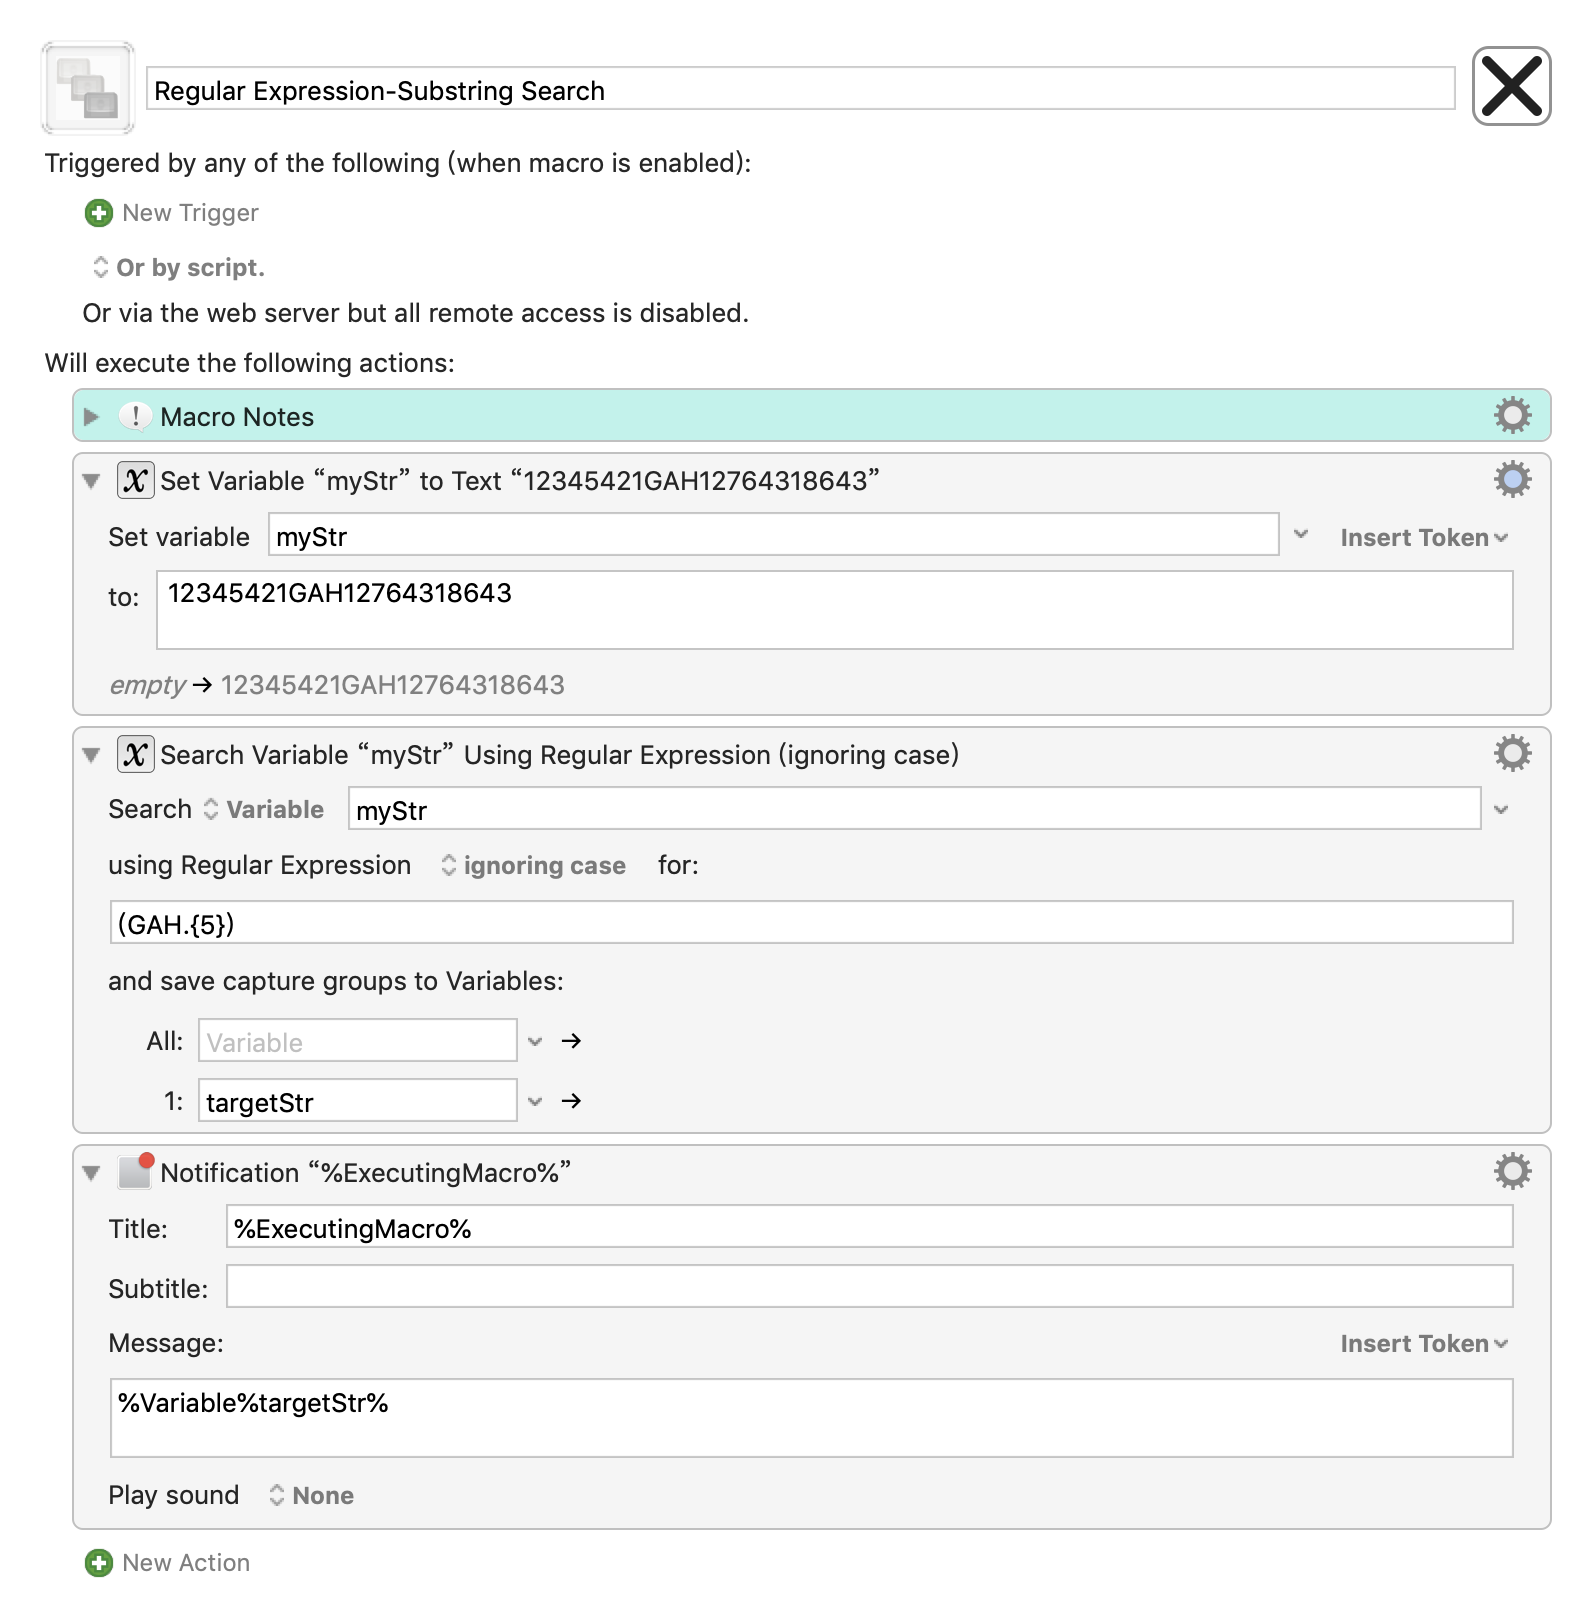 Regular Expression-Substring Search
Triggered by any of the following (when macro is enabled):
New Trigger
Or by script.
Or via the web server but all remote access is disabled.
Will execute the following actions:
Macro Notes
Set Variable “myStr” to Text “12345421GAH12764318643”
Set variable myStr Insert Token
to: 12345421GAH12764318643
empty → 12345421GAH12764318643
Search Variable “myStr” Using Regular Expression (ignoring case)
Search Variable myStr
using Regular Expression ignoring case for:
(GAH.{5})
and save capture groups to Variables:
All: Variable →
1: targetStr →
Notification “%ExecutingMacro%”
Title: %ExecutingMacro%
Subtitle:
Message: Insert Token
%Variable%targetStr%
Play sound None
New Action